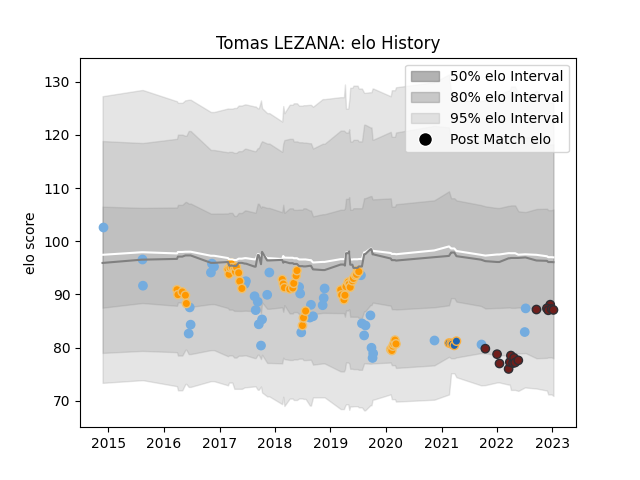 Tomas LEZANA: elo History
50% elo Interval
80% elo Interval
95% elo Interval
Post Match elo
elo score
130
120
110
100
90
80
70
2015
2016
2017
2018
2019
2020
2021
2022
2023